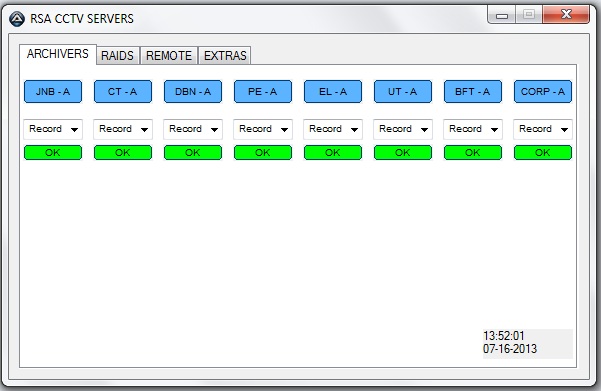 RSA CCTV SERVERS
ARCHIVERS RAIDS REMOTE EXTRAS
JNB - A CT - A DBN - A PE - A EL - A UT - A BFT - A CORP - A
Record Record Record Record Record Record Record Record
OK OK OK OK OK OK OK OK
13:52:01
07-16-2013